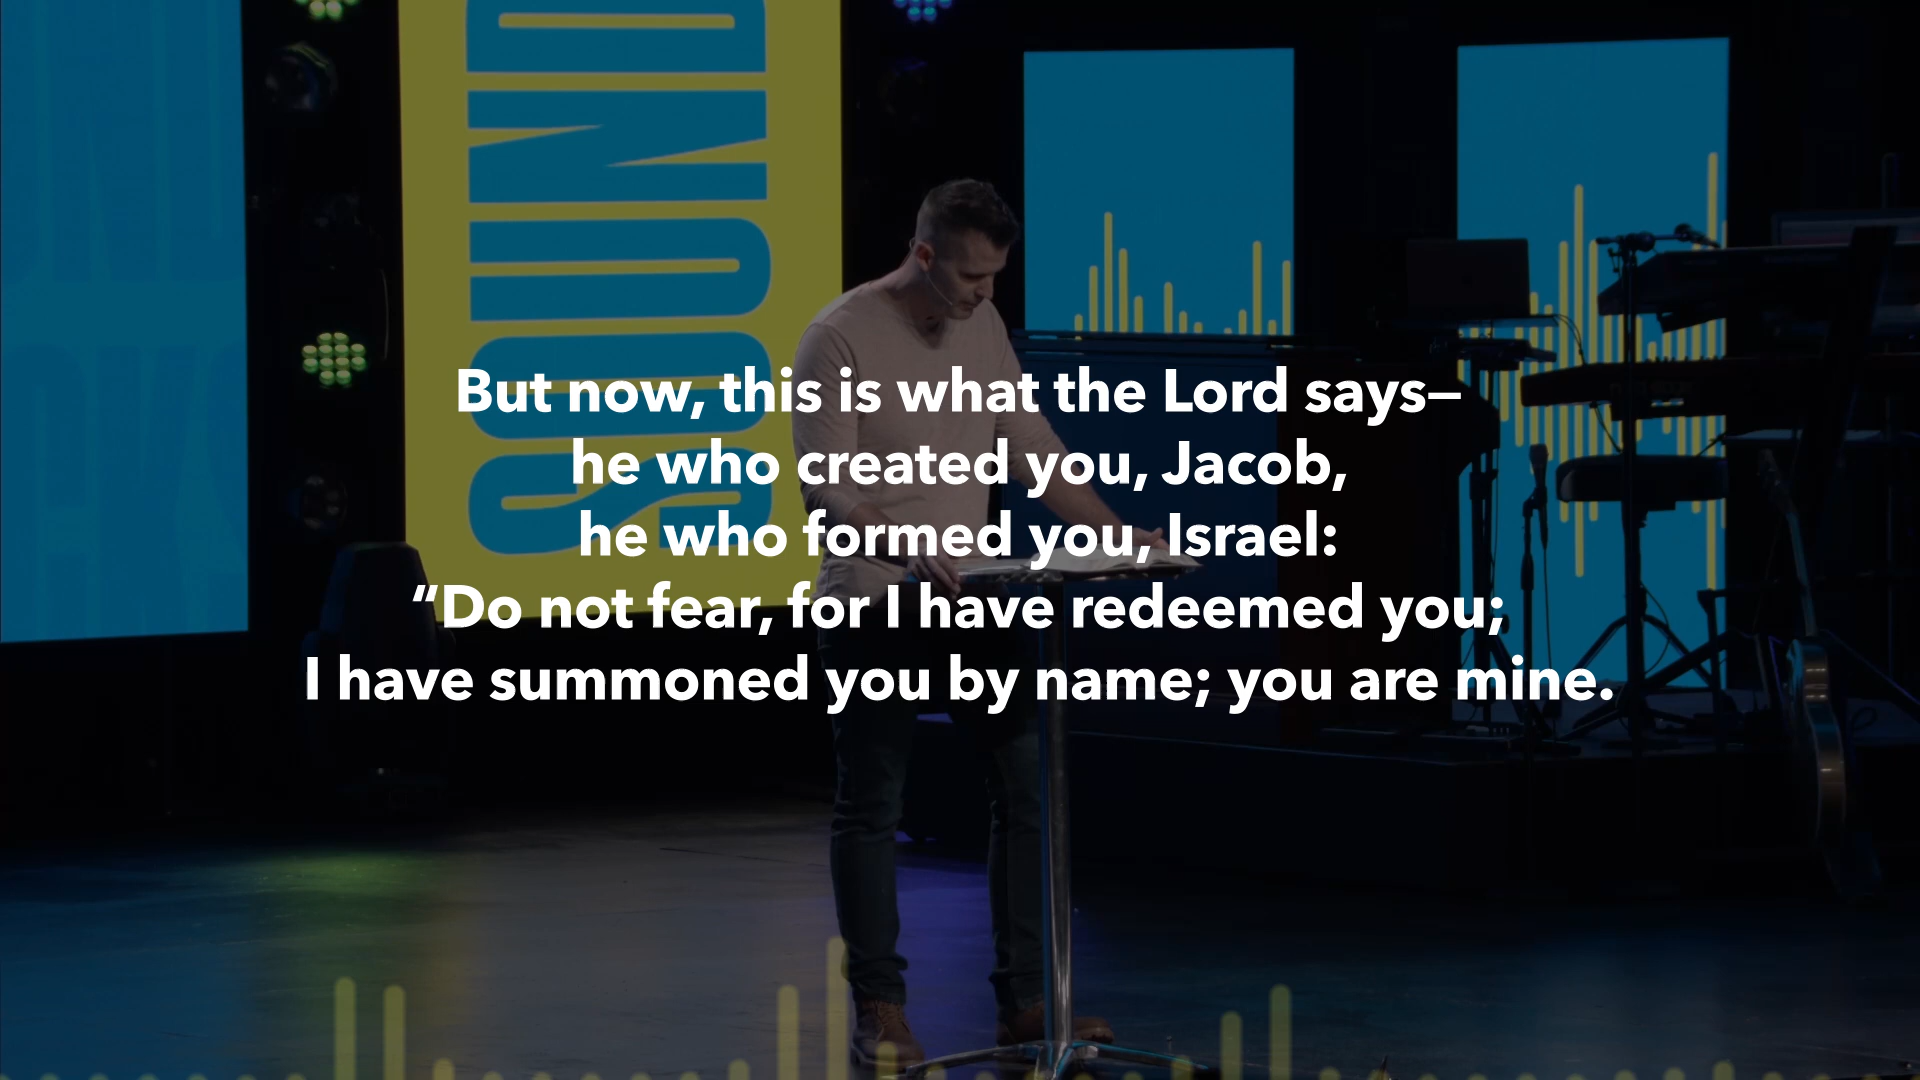 SOUND
But now, this is what the Lord says—
he who created you, Jacob,
he who formed you, Israel:
“Do not fear, for I have redeemed you;
I have summoned you by name; you are mine.